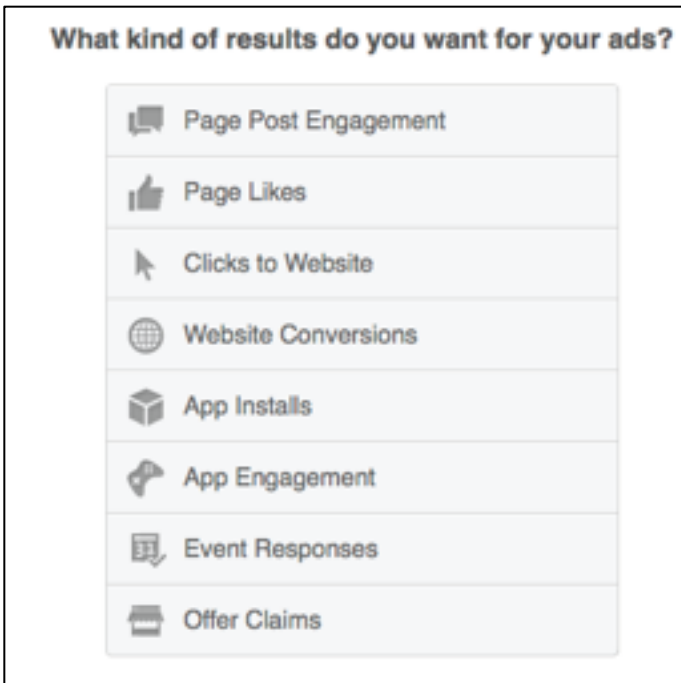 What kind of results do you want for your ads?
Page Post Engagement
Page Likes
Clicks to Website
Website Conversions
App Installs
App Engagement
Event Responses
Offer Claims